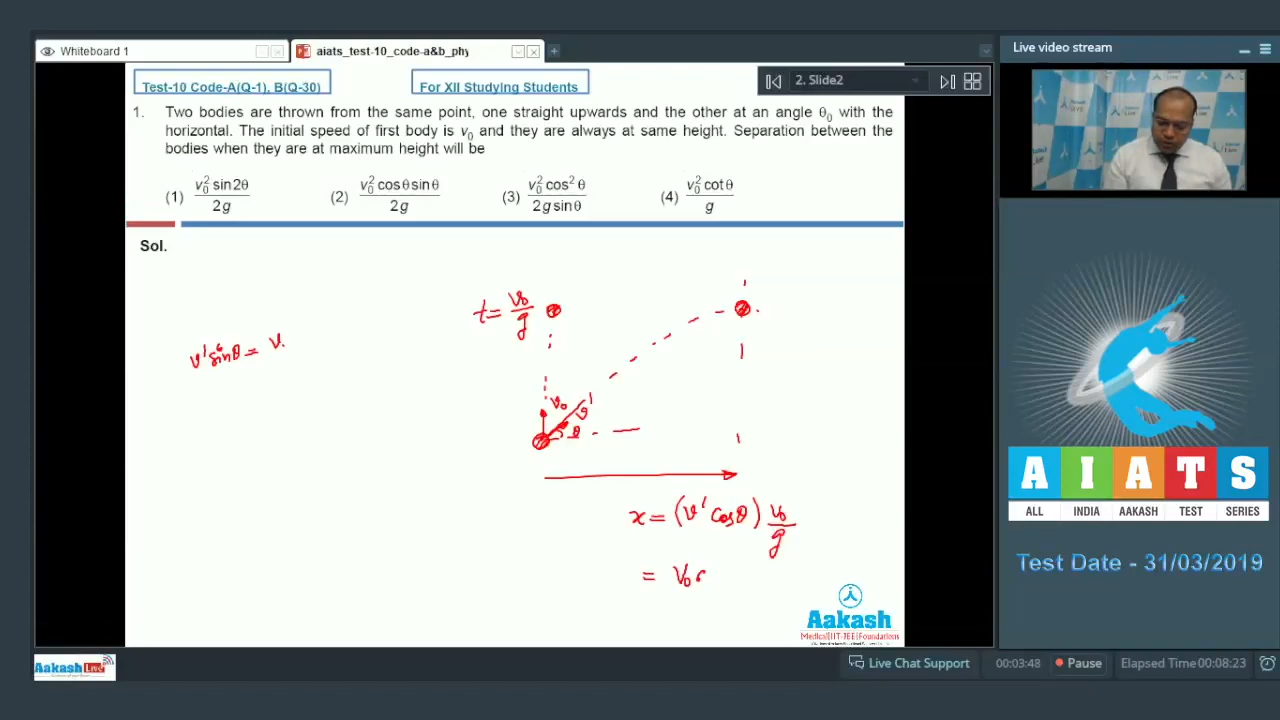 Whiteboard 1
aiats_test-10_code-a&b_phy
Live video stream
2. Slide2
Test-10 Code-A(Q-1), B(Q-30)
For XII Studying Students
1. Two bodies are thrown from the same point, one straight upwards and the other at an angle θ₀ with the
horizontal. The initial speed of first body is v₀ and they are always at same height. Separation between the
bodies when they are at maximum height will be
(1) v₀² sin2θ / 2g (2) v₀² cosθ sinθ / 2g (3) v₀² cos²θ / 2g sinθ (4) v₀² cotθ / g
Sol.
t = v₀ / g
v' sinθ = v.
v₀
v'
θ
x = (v' cosθ) v₀ / g
= v₀
AIATS
ALL INDIA AAKASH TEST SERIES
Test Date - 31/03/2019
Aakash
Medical|IIT-JEE|Foundations
Aakash Live
Live Chat Support
00:03:48
Pause
Elapsed Time 00:08:23